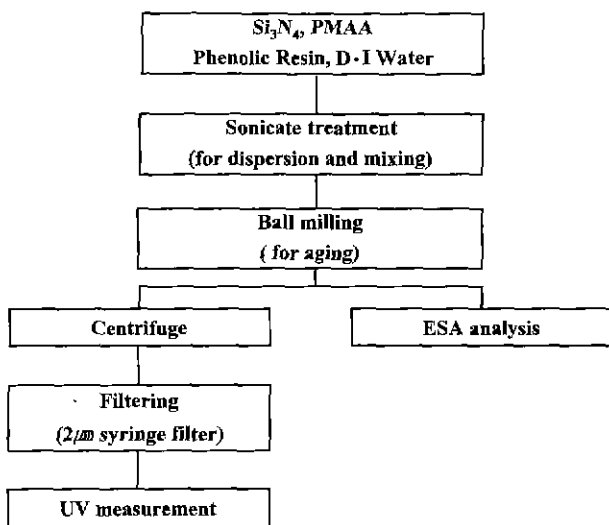 Si₃N₄, PMAA
Phenolic Resin, D·I Water
Sonicate treatment
(for dispersion and mixing)
Ball milling
( for aging)
Centrifuge
ESA analysis
Filtering
(2㎛ syringe filter)
UV measurement